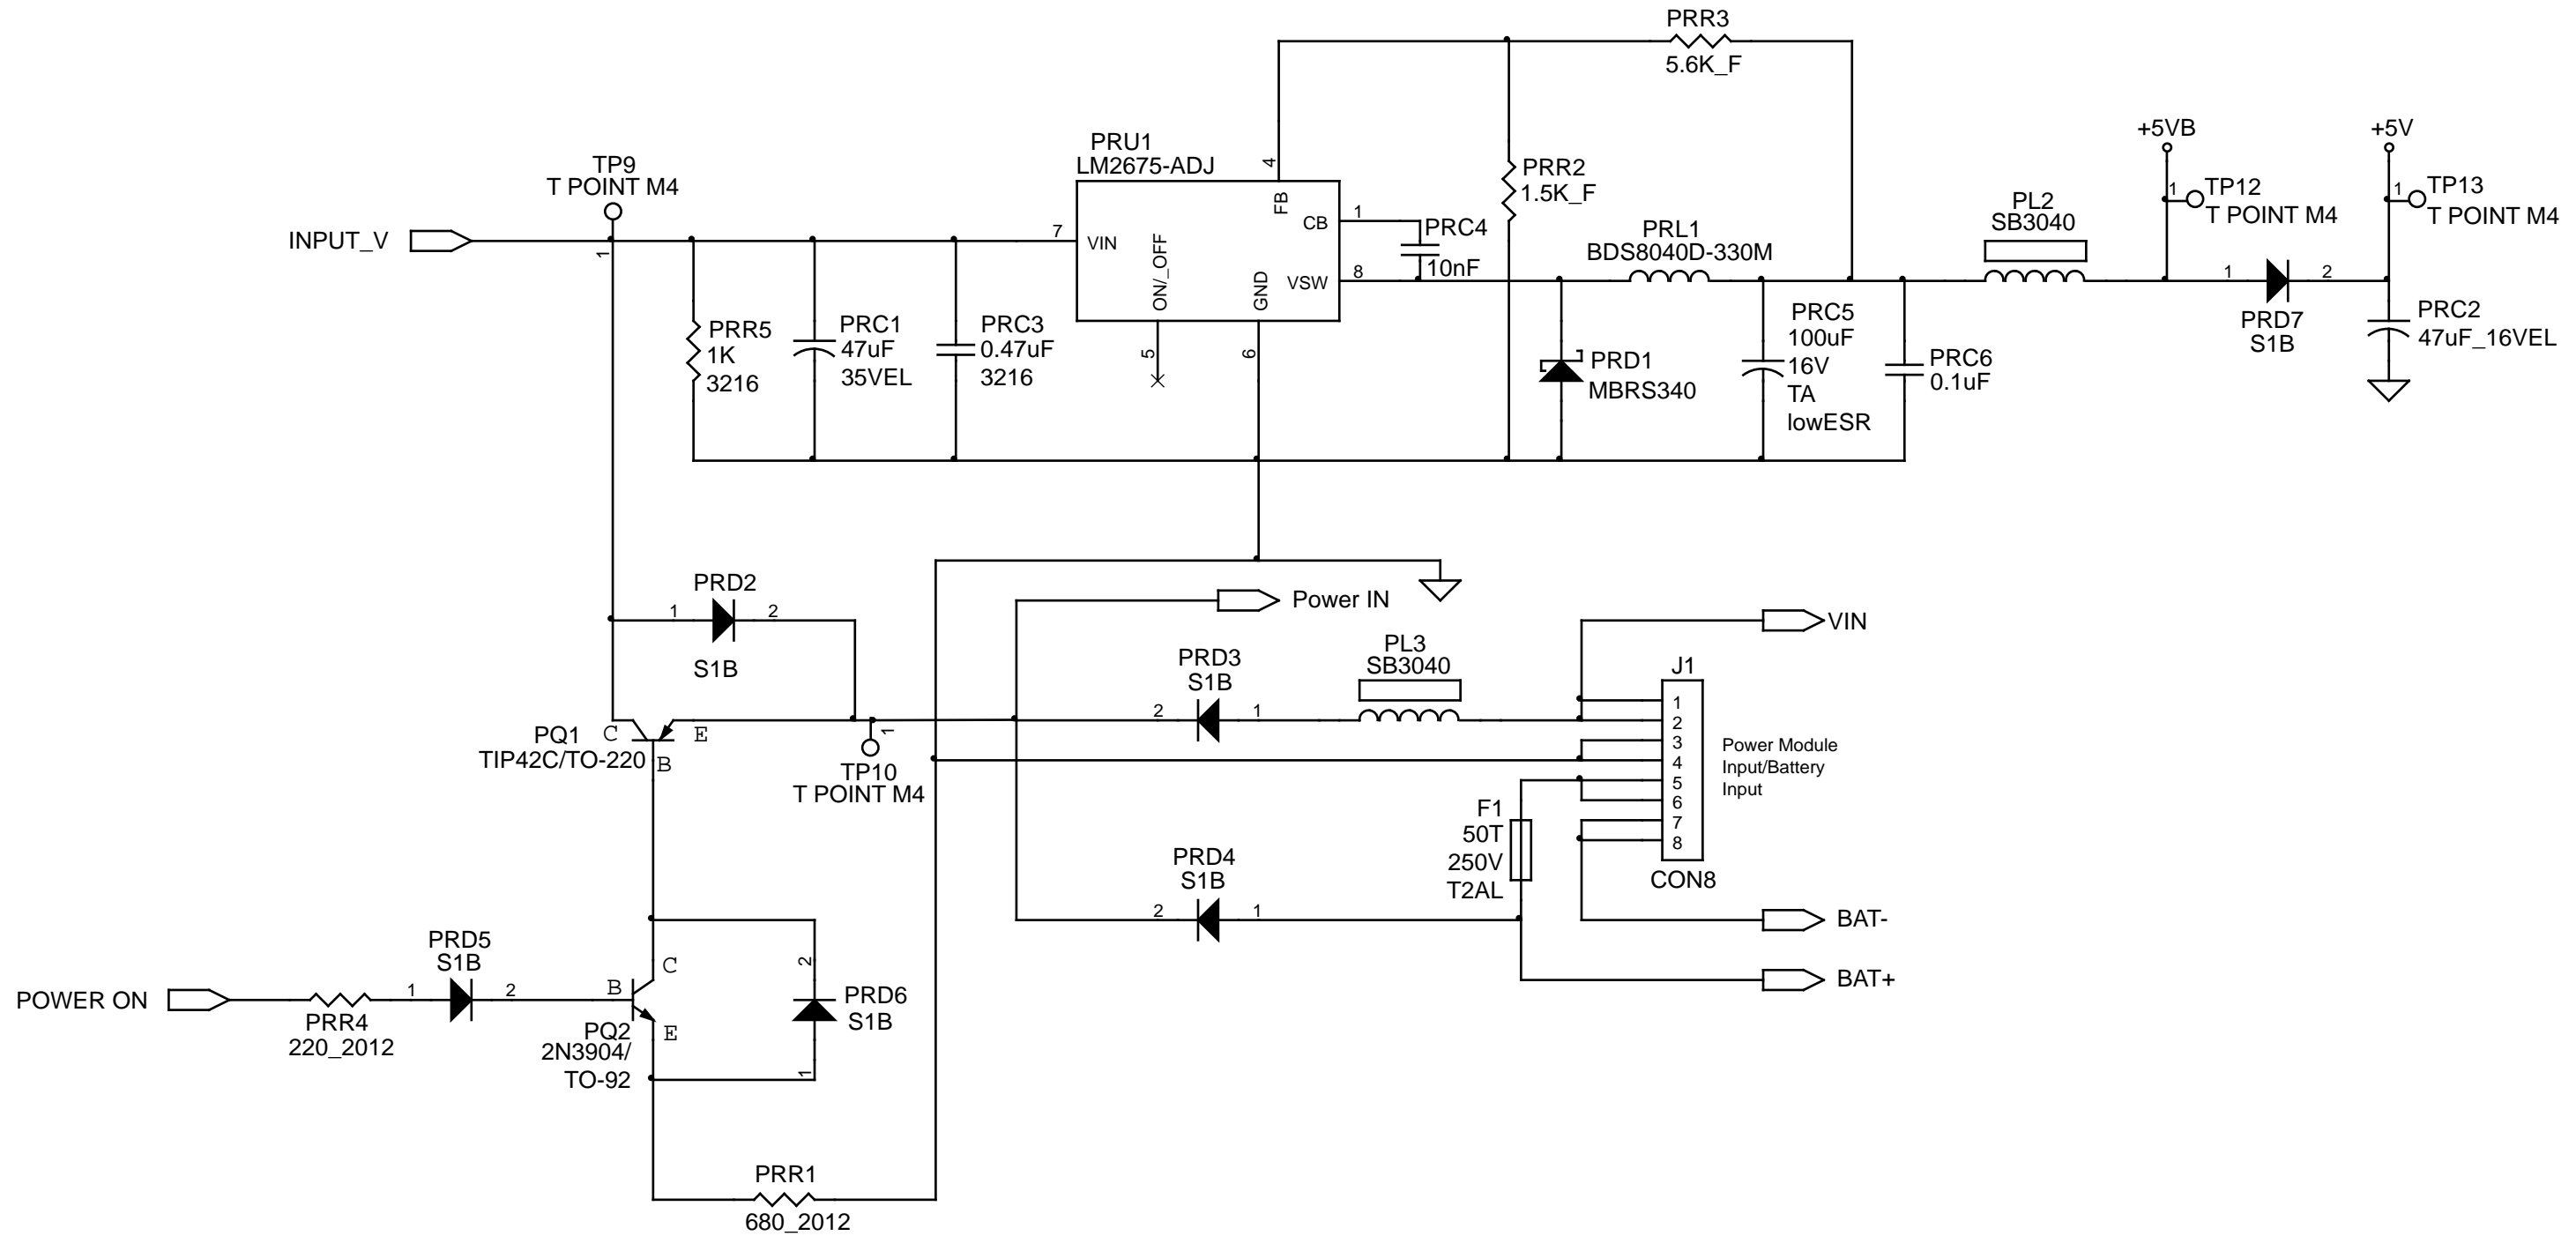 PRR3
5.6K_F
PRU1
LM2675-ADJ
4
FB
CB
1
VIN
7
ON/_OFF
GND
VSW
8
5
6
PRC4
10nF
PRR2
1.5K_F
PRL1
BDS8040D-330M
TP9
T POINT M4
1
INPUT_V
PRR5
1K
3216
PRC1
47uF
35VEL
PRC3
0.47uF
3216
PRD1
MBRS340
PRC5
100uF
16V
TA
lowESR
PRC6
0.1uF
PL2
SB3040
+5VB
1
TP12
T POINT M4
+5V
1
TP13
T POINT M4
1
2
PRD7
S1B
PRC2
47uF_16VEL
PRD2
1
2
S1B
Power IN
VIN
PL3
SB3040
PRD3
S1B
2
1
J1
1
2
3
4
5
6
7
8
CON8
Power Module
Input/Battery
Input
PQ1
TIP42C/TO-220
C
E
B
1
TP10
T POINT M4
F1
50T
250V
T2AL
PRD4
S1B
2
1
BAT-
BAT+
PRD5
S1B
1
2
POWER ON
PRR4
220_2012
C
B
E
PQ2
2N3904/
TO-92
2
PRD6
S1B
1
PRR1
680_2012